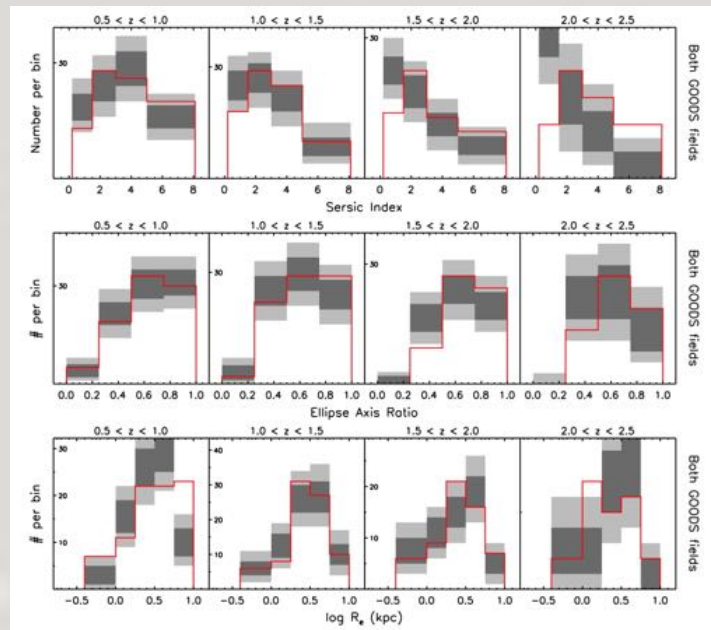 0.5 < z < 1.0 1.0 < z < 1.5 1.5 < z < 2.0 2.0 < z < 2.5
Number per bin
30 30 30
Both GOODS fields
0 2 4 6 8 0 2 4 6 8 0 2 4 6 8 0 2 4 6 8
Sersic Index
0.5 < z < 1.0 1.0 < z < 1.5 1.5 < z < 2.0 2.0 < z < 2.5
# per bin
30 30 30
Both GOODS fields
0.0 0.2 0.4 0.6 0.8 1.0 0.0 0.2 0.4 0.6 0.8 1.0 0.0 0.2 0.4 0.6 0.8 1.0 0.0 0.2 0.4 0.6 0.8 1.0
Ellipse Axis Ratio
0.5 < z < 1.0 1.0 < z < 1.5 1.5 < z < 2.0 2.0 < z < 2.5
# per bin
30 20 10 40 30 20 10 30 20 10
Both GOODS fields
-0.5 0.0 0.5 1.0 -0.5 0.0 0.5 1.0 -0.5 0.0 0.5 1.0 -0.5 0.0 0.5 1.0
log Re (kpc)